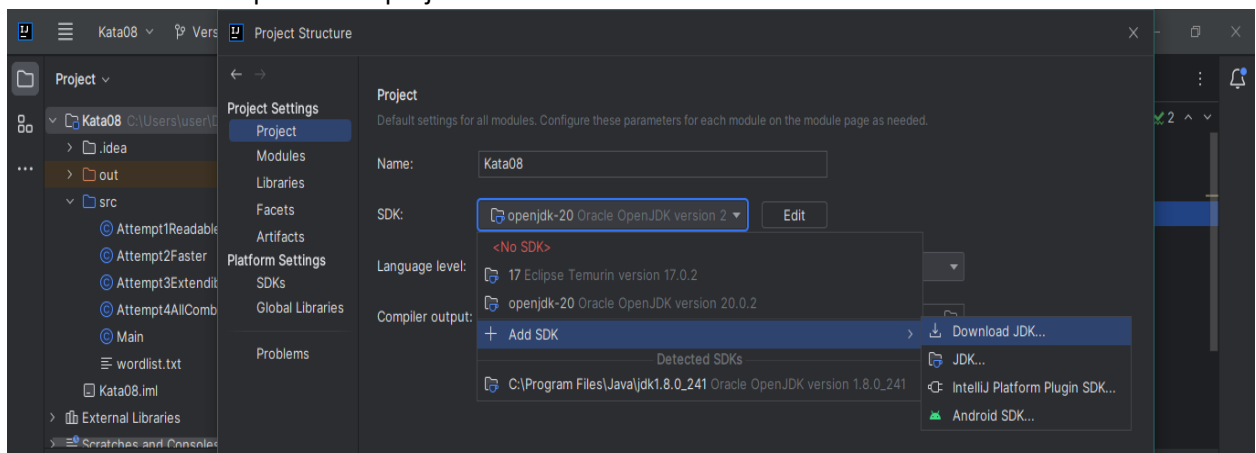 Kata08
Vers
Project Structure
Project
Kata08 C:\Users\user\D
.idea
out
src
Attempt1Readable
Attempt2Faster
Attempt3Extendib
Attempt4AllComb
Main
wordlist.txt
Kata08.iml
External Libraries
Scratches and Consoles
Project Settings
Project
Modules
Libraries
Facets
Artifacts
Platform Settings
SDKs
Global Libraries
Problems
Project
Default settings for all modules. Configure these parameters for each module on the module page as needed.
Name: Kata08
SDK: openjdk-20 Oracle OpenJDK version 2 Edit
<No SDK>
Language level:
17 Eclipse Temurin version 17.0.2
openjdk-20 Oracle OpenJDK version 20.0.2
Compiler output:
Add SDK
Detected SDKs
C:\Program Files\Java\jdk1.8.0_241 Oracle OpenJDK version 1.8.0_241
Download JDK...
JDK...
IntelliJ Platform Plugin SDK...
Android SDK...
2